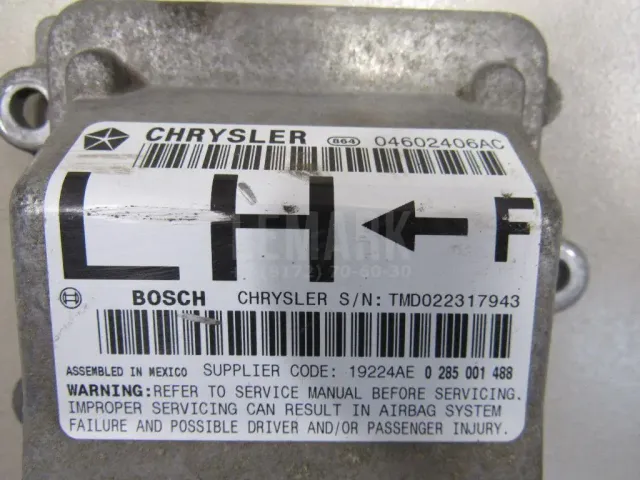 CHRYSLER 864 04602406AC
LH ← F
BOSCH CHRYSLER S/N: TMD022317943
ASSEMBLED IN MEXICO SUPPLIER CODE: 19224AE 0 285 001 488
WARNING:REFER TO SERVICE MANUAL BEFORE SERVICING.
IMPROPER SERVICING CAN RESULT IN AIRBAG SYSTEM
FAILURE AND POSSIBLE DRIVER AND/OR PASSENGER INJURY.